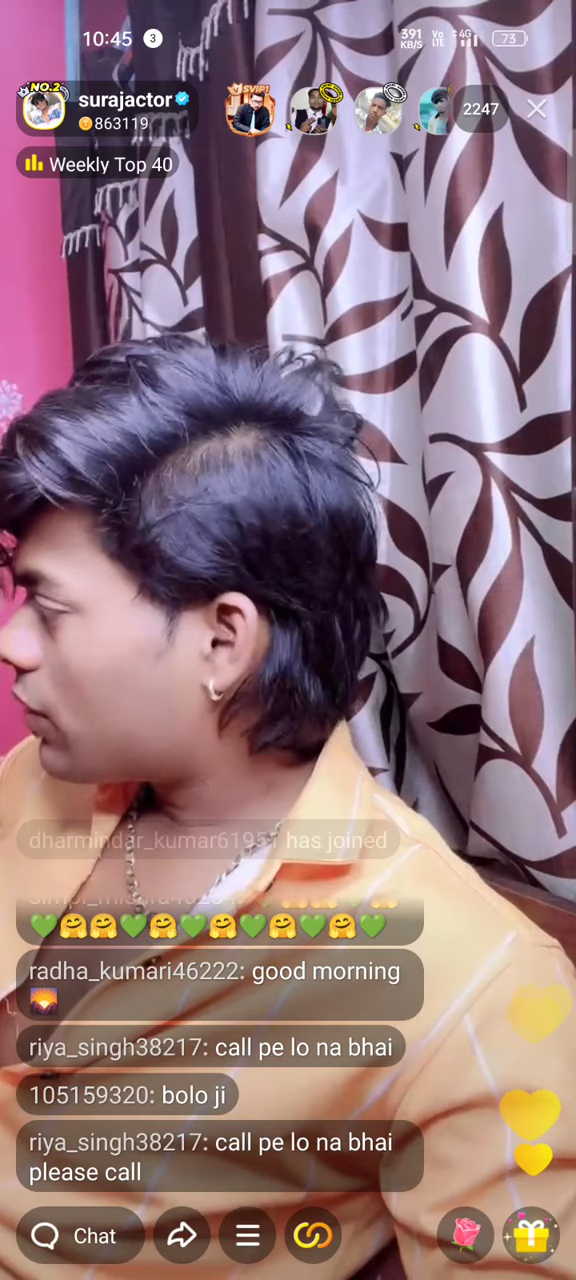 10:45 3 391 KB/S Vo LTE 4G 73
NO.2
surajactor
863119
SVIP1
2247
Weekly Top 40
dharmindar_kumar61951 has joined
💚🤗🤗💚🤗💚🤗💚🤗💚🤗💚
radha_kumari46222: good morning
🌅
riya_singh38217: call pe lo na bhai
105159320: bolo ji
riya_singh38217: call pe lo na bhai
please call
Chat